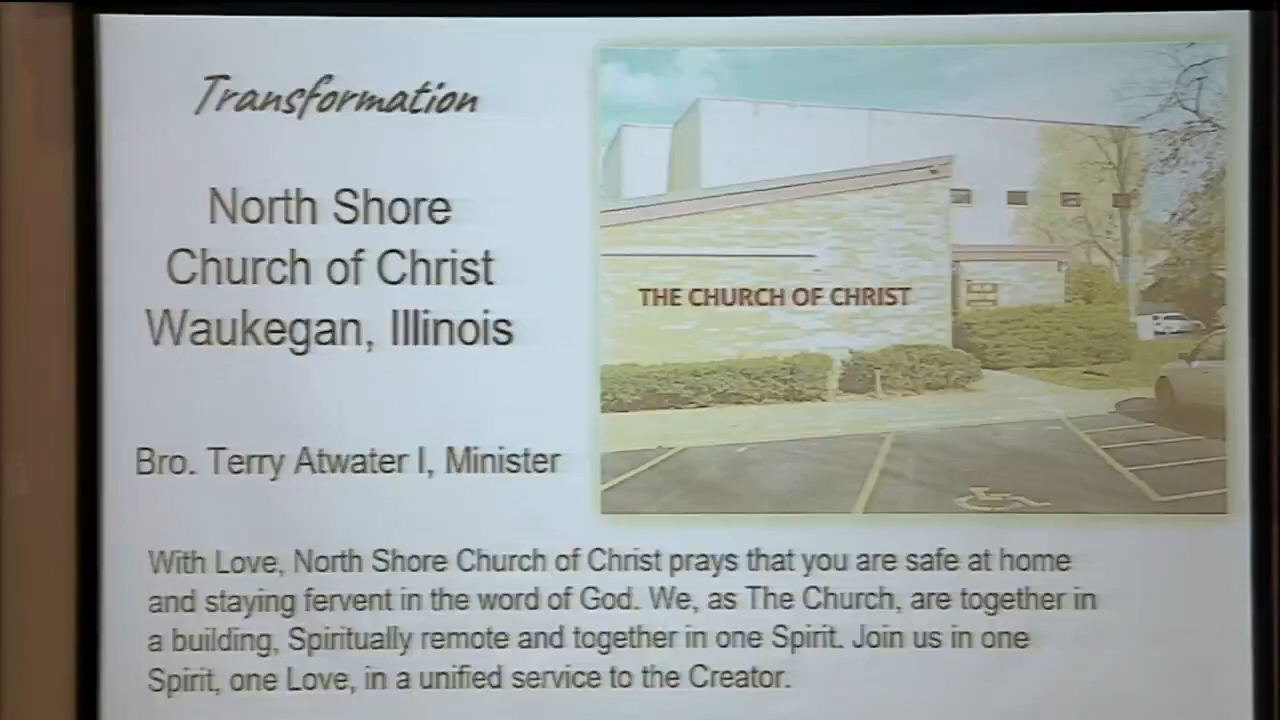 Transformation
North Shore
Church of Christ
Waukegan, Illinois
THE CHURCH OF CHRIST
Bro. Terry Atwater I, Minister
With Love, North Shore Church of Christ prays that you are safe at home
and staying fervent in the word of God. We, as The Church, are together in
a building, Spiritually remote and together in one Spirit. Join us in one
Spirit, one Love, in a unified service to the Creator.